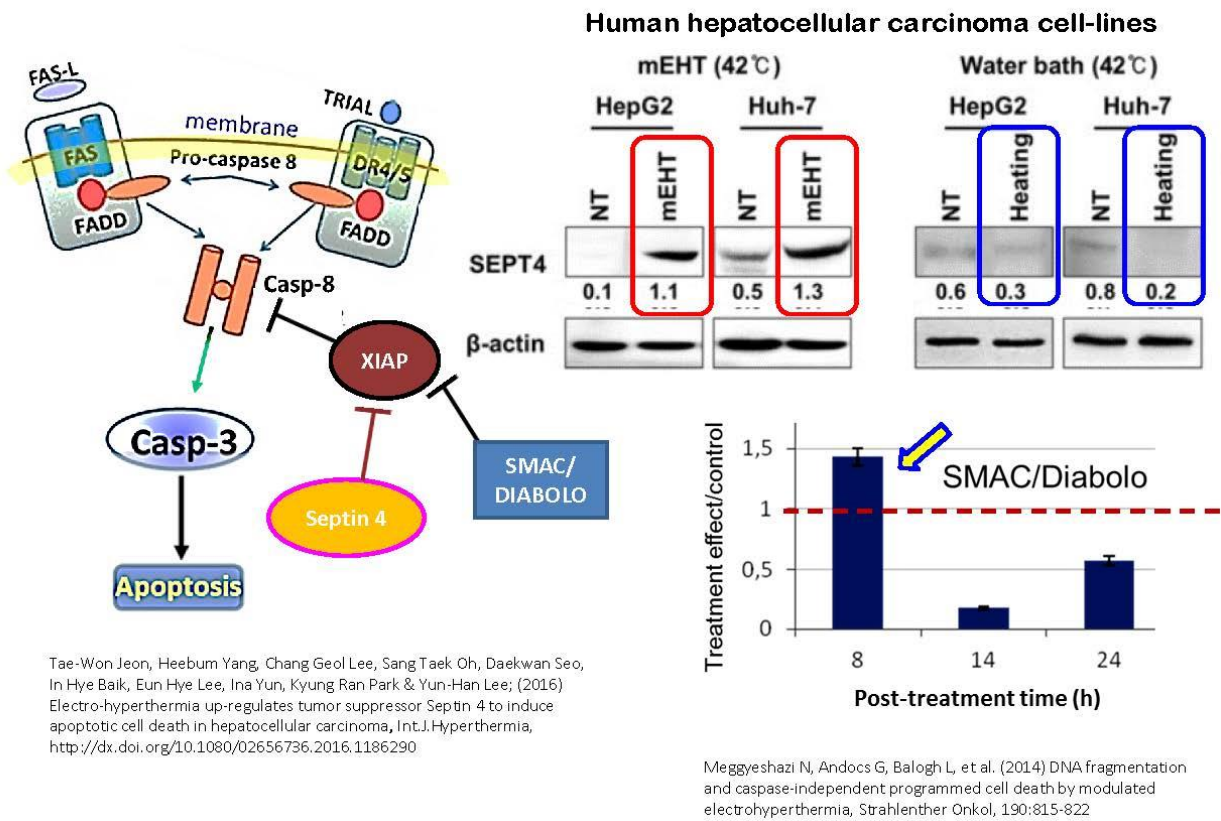 Human hepatocellular carcinoma cell-lines
FAS-L
TRIAL
membrane
FAS
Pro-caspase 8
DR4/5
FADD
FADD
Casp-8
XIAP
Casp-3
SMAC/
DIABOLO
Septin 4
Apoptosis
mEHT (42℃)
Water bath (42℃)
HepG2
Huh-7
HepG2
Huh-7
NT
mEHT
NT
mEHT
NT
Heating
NT
Heating
SEPT4
0.1 1.1 0.5 1.3 0.6 0.3 0.8 0.2
β-actin
Treatment effect/control
1,5
1
0,5
0
SMAC/Diabolo
8 14 24
Post-treatment time (h)
Tae-Won Jeon, Heebum Yang, Chang Geol Lee, Sang Taek Oh, Daekwan Seo,
In Hye Baik, Eun Hye Lee, Ina Yun, Kyung Ran Park & Yun-Han Lee; (2016)
Electro-hyperthermia up-regulates tumor suppressor Septin 4 to induce
apoptotic cell death in hepatocellular carcinoma, Int.J.Hyperthermia,
http://dx.doi.org/10.1080/02656736.2016.1186290
Meggyeshazi N, Andocs G, Balogh L, et al. (2014) DNA fragmentation
and caspase-independent programmed cell death by modulated
electrohyperthermia, Strahlenther Onkol, 190:815-822